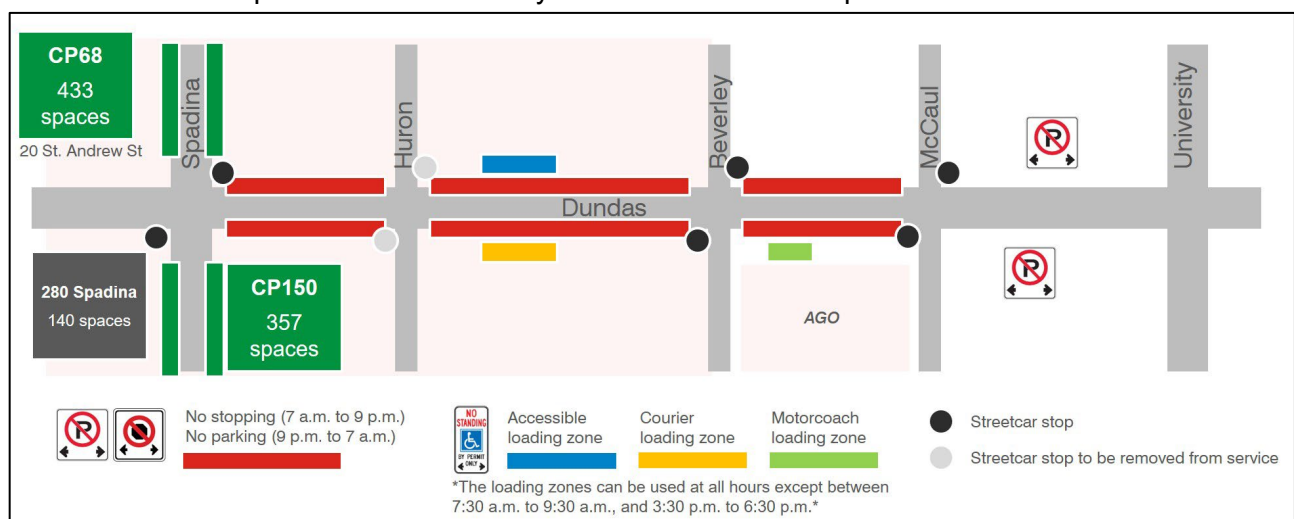 CP68
433
spaces
20 St. Andrew St
Spadina
Huron
Beverley
McCaul
University
P
Dundas
P
280 Spadina
140 spaces
CP150
357
spaces
AGO
P
No stopping (7 a.m. to 9 p.m.)
No parking (9 p.m. to 7 a.m.)
NO
STANDING
BY PERMIT
ONLY
Accessible
loading zone
Courier
loading zone
Motorcoach
loading zone
Streetcar stop
Streetcar stop to be removed from service
*The loading zones can be used at all hours except between
7:30 a.m. to 9:30 a.m., and 3:30 p.m. to 6:30 p.m.*